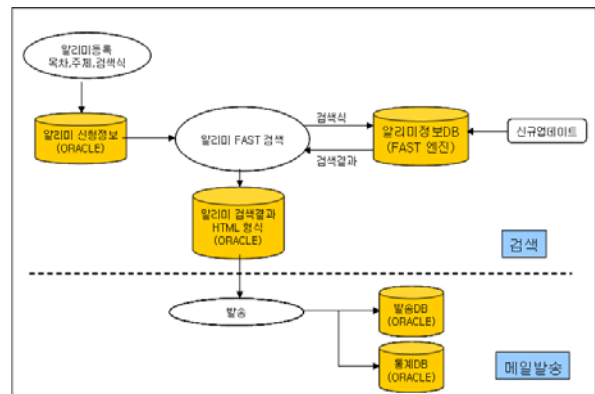 알리미등록
목차,주제,검색식
알리미 신청정보
(ORACLE)
알리미 FAST 검색
검색식
검색결과
알리미정보DB
(FAST 엔진)
신규업데이트
알리미 검색결과
HTML 형식
(ORACLE)
검색
발송
발송DB
(ORACLE)
통계DB
(ORACLE)
메일발송